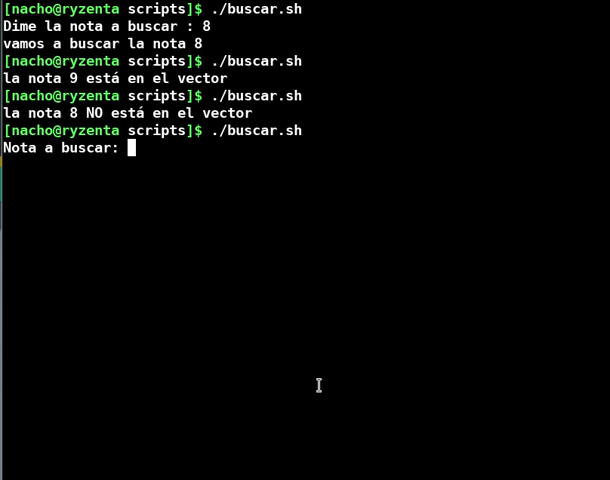 [nacho@ryzenta scripts]$ ./buscar.sh
Dime la nota a buscar : 8
vamos a buscar la nota 8
[nacho@ryzenta scripts]$ ./buscar.sh
la nota 9 está en el vector
[nacho@ryzenta scripts]$ ./buscar.sh
la nota 8 NO está en el vector
[nacho@ryzenta scripts]$ ./buscar.sh
Nota a buscar: